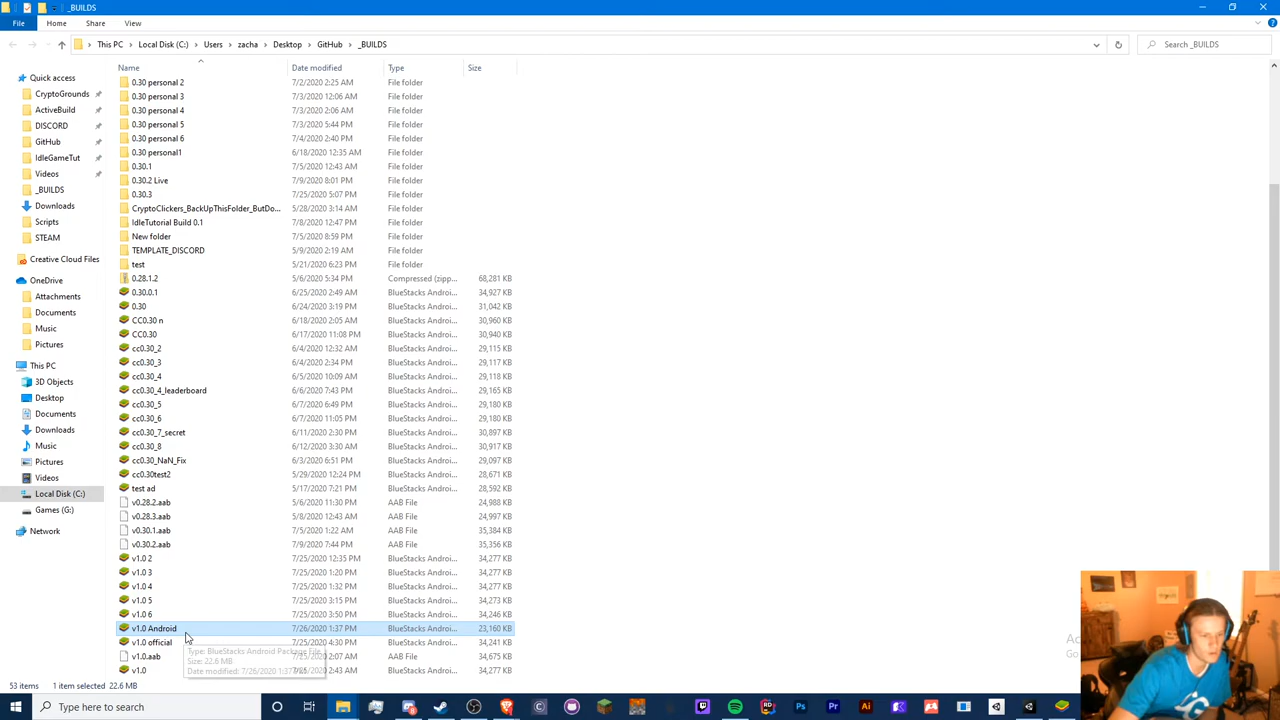 _BUILDS
File Home Share View
This PC Local Disk (C:) Users zacha Desktop GitHub _BUILDS Search _BUILDS
Name Date modified Type Size
Quick access
CryptoGrounds
ActiveBuild
DISCORD
GitHub
IdleGameTut
Videos
_BUILDS
Downloads
Scripts
STEAM
Creative Cloud Files
OneDrive
Attachments
Documents
Music
Pictures
This PC
3D Objects
Desktop
Documents
Downloads
Music
Pictures
Videos
Local Disk (C:)
Games (G:)
Network
0.30 personal 2 7/2/2020 2:25 AM File folder
0.30 personal 3 7/3/2020 12:06 AM File folder
0.30 personal 4 7/3/2020 2:06 AM File folder
0.30 personal 5 7/3/2020 5:44 PM File folder
0.30 personal 6 7/4/2020 2:40 PM File folder
0.30 personal1 6/18/2020 12:35 AM File folder
0.30.1 7/5/2020 12:43 AM File folder
0.30.2 Live 7/9/2020 8:01 PM File folder
0.30.3 7/25/2020 5:07 PM File folder
CryptoClickers_BackUpThisFolder_ButDo... 5/28/2020 3:14 AM File folder
IdleTutorial Build 0.1 7/8/2020 12:47 PM File folder
New folder 7/5/2020 8:59 PM File folder
TEMPLATE_DISCORD 5/9/2020 2:19 AM File folder
test 5/21/2020 6:23 PM File folder
0.28.1.2 5/6/2020 5:34 PM Compressed (zipp... 68,281 KB
0.30.0.1 6/25/2020 2:49 AM BlueStacks Androi... 34,927 KB
0.30 6/24/2020 3:19 PM BlueStacks Androi... 31,042 KB
CC0.30 n 6/18/2020 2:05 AM BlueStacks Androi... 30,960 KB
CC0.30 6/17/2020 11:08 PM BlueStacks Androi... 30,940 KB
cc0.30_2 6/4/2020 12:32 AM BlueStacks Androi... 29,115 KB
cc0.30_3 6/4/2020 2:34 PM BlueStacks Androi... 29,117 KB
cc0.30_4 6/5/2020 10:09 AM BlueStacks Androi... 29,118 KB
cc0.30_4_leaderboard 6/6/2020 7:43 PM BlueStacks Androi... 29,165 KB
cc0.30_5 6/7/2020 6:49 PM BlueStacks Androi... 29,180 KB
cc0.30_6 6/7/2020 11:05 PM BlueStacks Androi... 29,180 KB
cc0.30_7_secret 6/11/2020 2:30 PM BlueStacks Androi... 30,897 KB
cc0.30_8 6/12/2020 3:30 AM BlueStacks Androi... 30,917 KB
cc0.30_NaN_Fix 6/3/2020 6:51 PM BlueStacks Androi... 29,097 KB
cc0.30test2 5/29/2020 12:24 PM BlueStacks Androi... 28,671 KB
test ad 5/17/2020 7:21 PM BlueStacks Androi... 28,592 KB
v0.28.2.aab 5/6/2020 11:30 PM AAB File 24,988 KB
v0.28.3.aab 5/8/2020 12:43 AM AAB File 24,997 KB
v0.30.1.aab 7/5/2020 1:22 AM AAB File 35,384 KB
v0.30.2.aab 7/9/2020 7:44 PM AAB File 35,356 KB
v1.0 2 7/25/2020 12:35 PM BlueStacks Androi... 34,277 KB
v1.0 3 7/25/2020 1:20 PM BlueStacks Androi... 34,277 KB
v1.0 4 7/25/2020 1:32 PM BlueStacks Androi... 34,277 KB
v1.0 5 7/25/2020 3:15 PM BlueStacks Androi... 34,273 KB
v1.0 6 7/25/2020 3:50 PM BlueStacks Androi... 34,246 KB
v1.0 Android 7/26/2020 1:37 PM BlueStacks Androi... 23,160 KB
v1.0 official 7/25/2020 4:30 PM BlueStacks Androi... 34,241 KB
v1.0.aab 2:07 AM AAB File 34,675 KB
v1.0 2:43 AM BlueStacks Androi... 34,277 KB
Type: BlueStacks Android Package File
Size: 22.6 MB
Date modified: 7/26/2020 1:37
53 items 1 item selected 22.6 MB
Type here to search